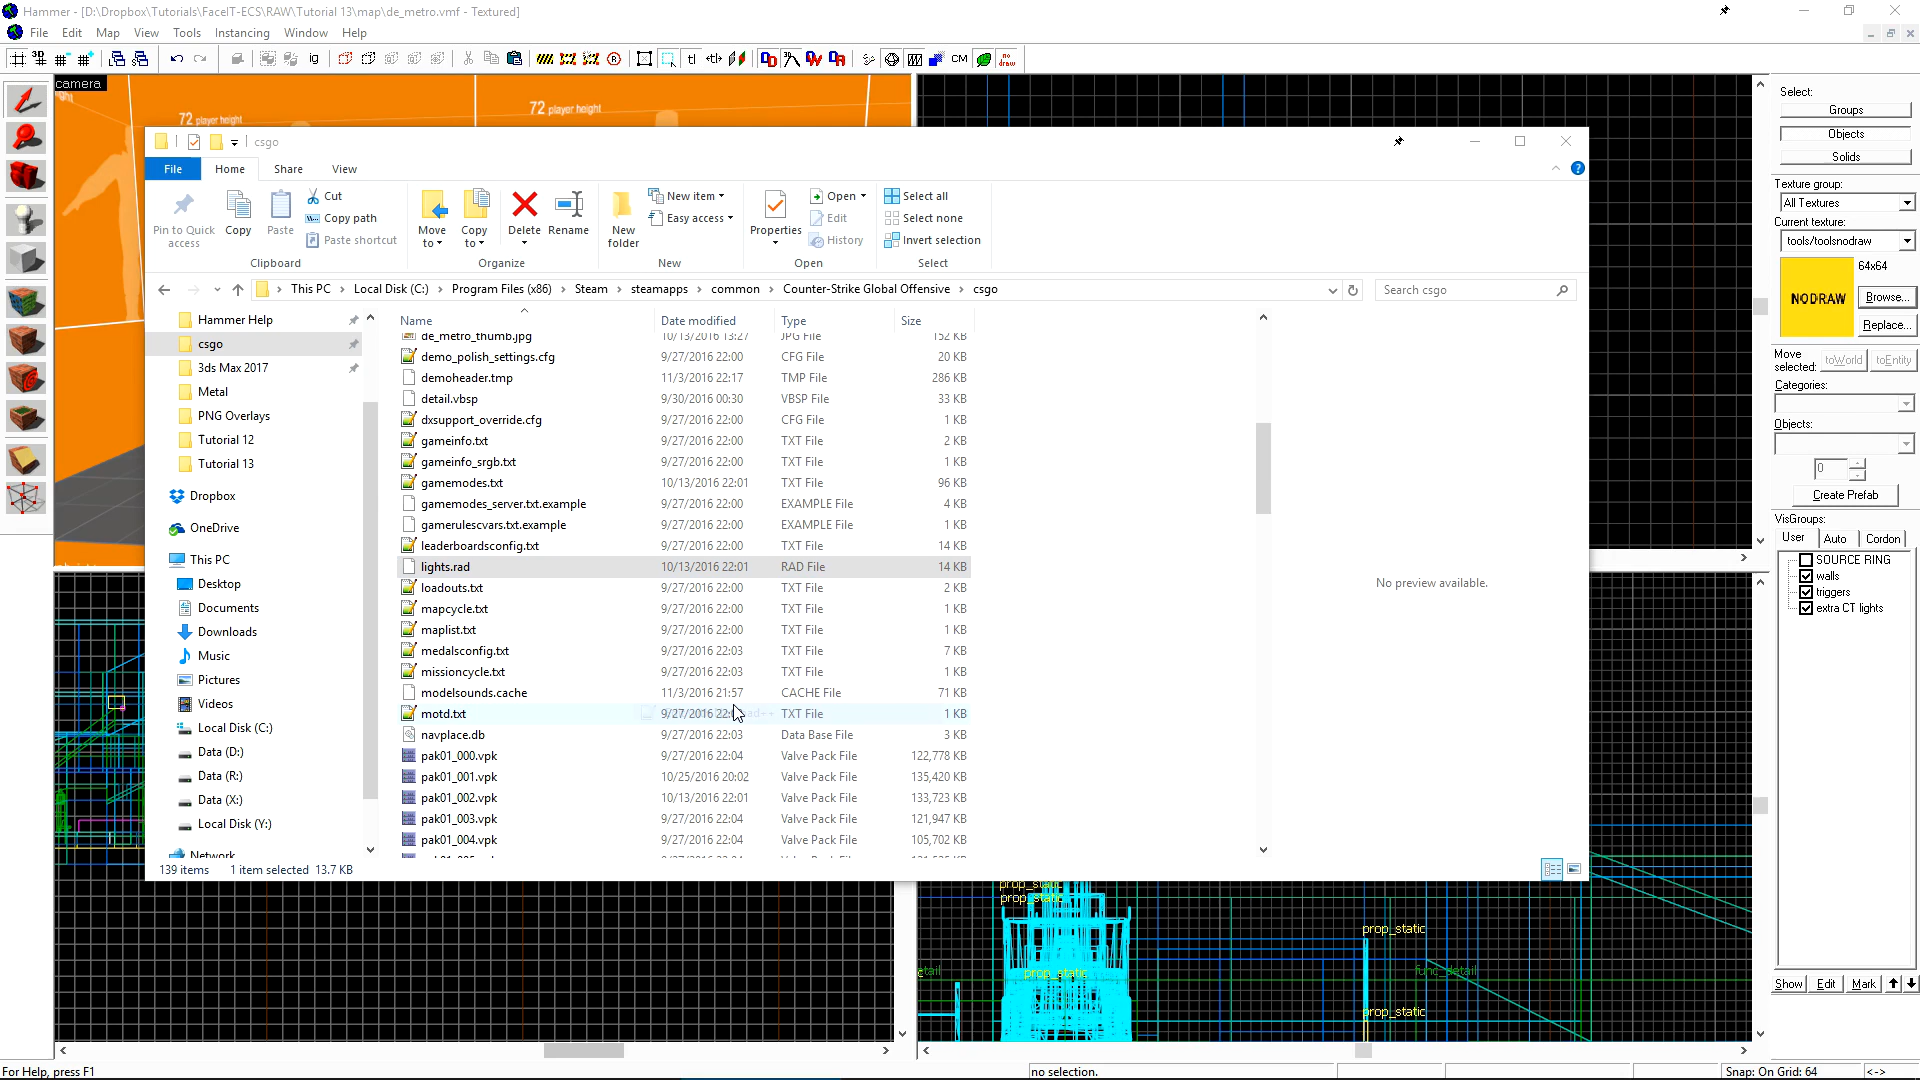 Hammer - [D:\Dropbox\Tutorials\FaceIT-ECS\RAW\Tutorial 13\map\de_metro.vmf - Textured]
File Edit Map View Tools Instancing Window Help
camera
72 player height
72 player height
csgo
File Home Share View
Pin to Quick access
Copy
Paste
Cut
Copy path
Paste shortcut
Clipboard
Move to
Copy to
Delete
Rename
Organize
New folder
New item
Easy access
New
Properties
Open
Edit
History
Open
Select all
Select none
Invert selection
Select
This PC > Local Disk (C:) > Program Files (x86) > Steam > steamapps > common > Counter-Strike Global Offensive > csgo
Search csgo
Hammer Help
csgo
3ds Max 2017
Metal
PNG Overlays
Tutorial 12
Tutorial 13
Dropbox
OneDrive
This PC
Desktop
Documents
Downloads
Music
Pictures
Videos
Local Disk (C:)
Data (D:)
Data (R:)
Data (X:)
Local Disk (Y:)
Network
Name Date modified Type Size
de_metro_thumb.jpg 10/13/2016 13:27 JPG File 152 KB
demo_polish_settings.cfg 9/27/2016 22:00 CFG File 20 KB
demoheader.tmp 11/3/2016 22:17 TMP File 286 KB
detail.vbsp 9/30/2016 00:30 VBSP File 33 KB
dxsupport_override.cfg 9/27/2016 22:00 CFG File 1 KB
gameinfo.txt 9/27/2016 22:00 TXT File 2 KB
gameinfo_srgb.txt 9/27/2016 22:00 TXT File 1 KB
gamemodes.txt 10/13/2016 22:01 TXT File 96 KB
gamemodes_server.txt.example 9/27/2016 22:00 EXAMPLE File 4 KB
gamerulescvars.txt.example 9/27/2016 22:00 EXAMPLE File 1 KB
leaderboardsconfig.txt 9/27/2016 22:00 TXT File 14 KB
lights.rad 10/13/2016 22:01 RAD File 14 KB
loadouts.txt 9/27/2016 22:00 TXT File 2 KB
mapcycle.txt 9/27/2016 22:00 TXT File 1 KB
maplist.txt 9/27/2016 22:00 TXT File 1 KB
medalsconfig.txt 9/27/2016 22:03 TXT File 7 KB
missioncycle.txt 9/27/2016 22:03 TXT File 1 KB
modelsounds.cache 11/3/2016 21:57 CACHE File 71 KB
motd.txt 9/27/2016 TXT File 1 KB
navplace.db 9/27/2016 22:03 Data Base File 3 KB
pak01_000.vpk 9/27/2016 22:04 Valve Pack File 122,778 KB
pak01_001.vpk 10/25/2016 20:02 Valve Pack File 135,420 KB
pak01_002.vpk 10/13/2016 22:01 Valve Pack File 133,723 KB
pak01_003.vpk 9/27/2016 22:04 Valve Pack File 121,947 KB
pak01_004.vpk 9/27/2016 22:04 Valve Pack File 105,702 KB
No preview available.
139 items 1 item selected 13.7 KB
Select:
Groups
Objects
Solids
Texture group:
All Textures
Current texture:
tools/toolsnodraw
NODRAW
64x64
Browse...
Replace...
Move selected:
toWorld
toEntity
Categories:
Objects:
0
Create Prefab
VisGroups:
User Auto Cordon
SOURCE RING
walls
triggers
extra CT lights
Show Edit Mark
prop_static
prop_static
prop_static
prop_static
func_detail
prop_static
For Help, press F1
no selection.
Snap: On Grid: 64
<->